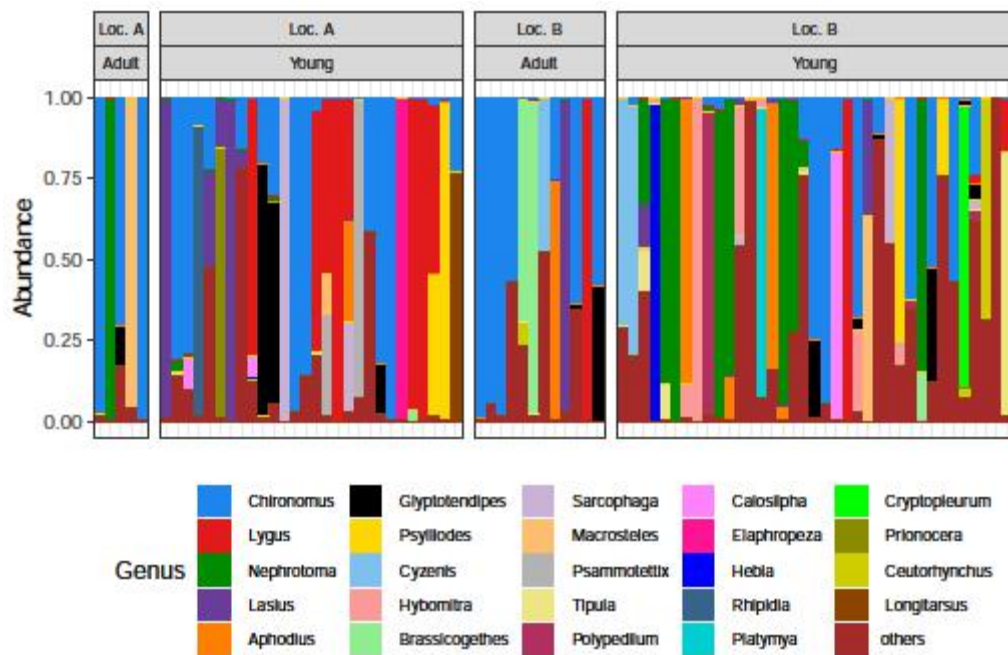 Loc. A Loc. A Loc. B Loc. B
Adult Young Adult Young
1.00
0.75
0.50
0.25
0.00
Abundance
Genus
Chironomus Glyptotendipes Sarcophaga Calosilpha Cryptopleurum
Lygus Psylliodes Macrosteles Elaphropeza Prionocera
Nephrotoma Cyzenis Psammotettix Hebia Ceutorhynchus
Lasius Hybomitra Tipula Rhipidia Longitarsus
Aphodius Brassicogethes Polypedilum Platymya others